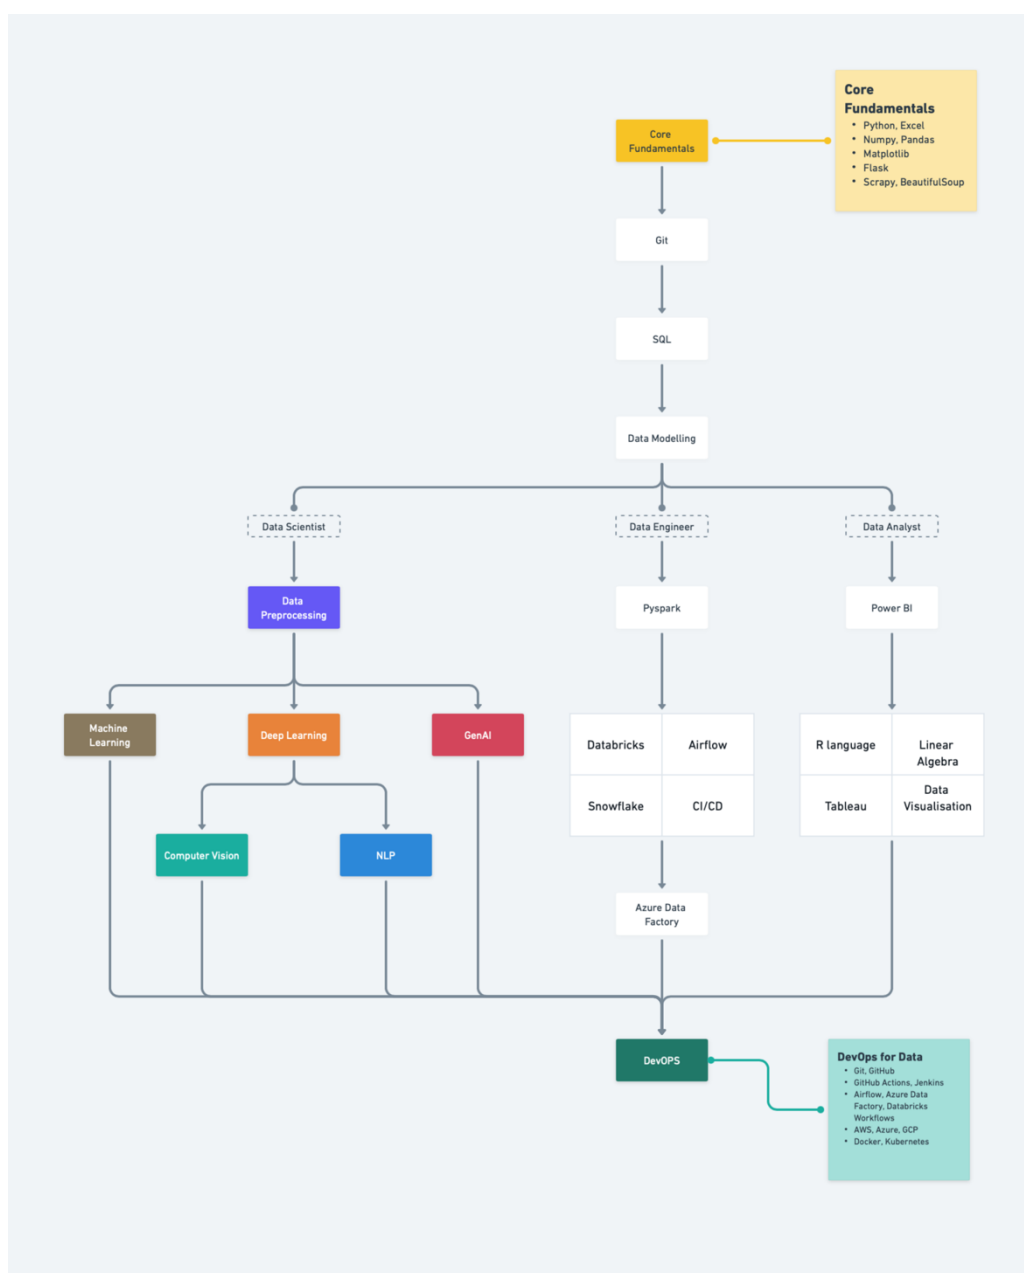 Core
Fundamentals
• Python, Excel
• Numpy, Pandas
• Matplotlib
• Flask
• Scrapy, BeautifulSoup
Core
Fundamentals
Git
SQL
Data Modelling
Data Scientist
Data Engineer
Data Analyst
Data
Preprocessing
Pyspark
Power BI
Machine
Learning
Deep Learning
GenAI
Databricks
Airflow
Snowflake
CI/CD
R language
Linear
Algebra
Tableau
Data
Visualisation
Computer Vision
NLP
Azure Data
Factory
DevOPS
DevOps for Data
• Git, GitHub
• GitHub Actions, Jenkins
• Airflow, Azure Data
Factory, Databricks
Workflows
• AWS, Azure, GCP
• Docker, Kubernetes